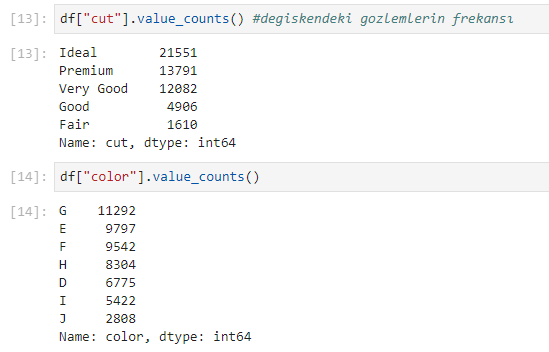 [13]: df["cut"].value_counts() #degiskendeki gozlemlerin frekansı
[13]: Ideal 21551
Premium 13791
Very Good 12082
Good 4906
Fair 1610
Name: cut, dtype: int64
[14]: df["color"].value_counts()
[14]: G 11292
E 9797
F 9542
H 8304
D 6775
I 5422
J 2808
Name: color, dtype: int64